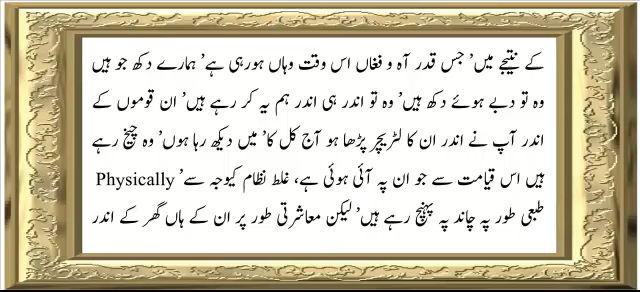 کے نتیجے میں’ جس قدر آہ و فغاں اس وقت وہاں ہورہی ہے’ ہمارے دکھ جو ہیں
وہ تو دبے ہوئے دکھ ہیں’ وہ تو اندر ہی اندر ہم یہ کر رہے ہیں’ ان قوموں کے
اندر آپ نے اندر ان کا لٹریچر پڑھا ہو آج کل کا’ میں دیکھ رہا ہوں’ وہ چیخ رہے
ہیں اس قیامت سے جو ان پہ آئی ہوئی ہے، غلط نظام کیوجہ سے’ Physically
طبعی طور پہ چاند پہ پہنچ رہے ہیں’ لیکن معاشرتی طور پر ان کے ہاں گھر کے اندر